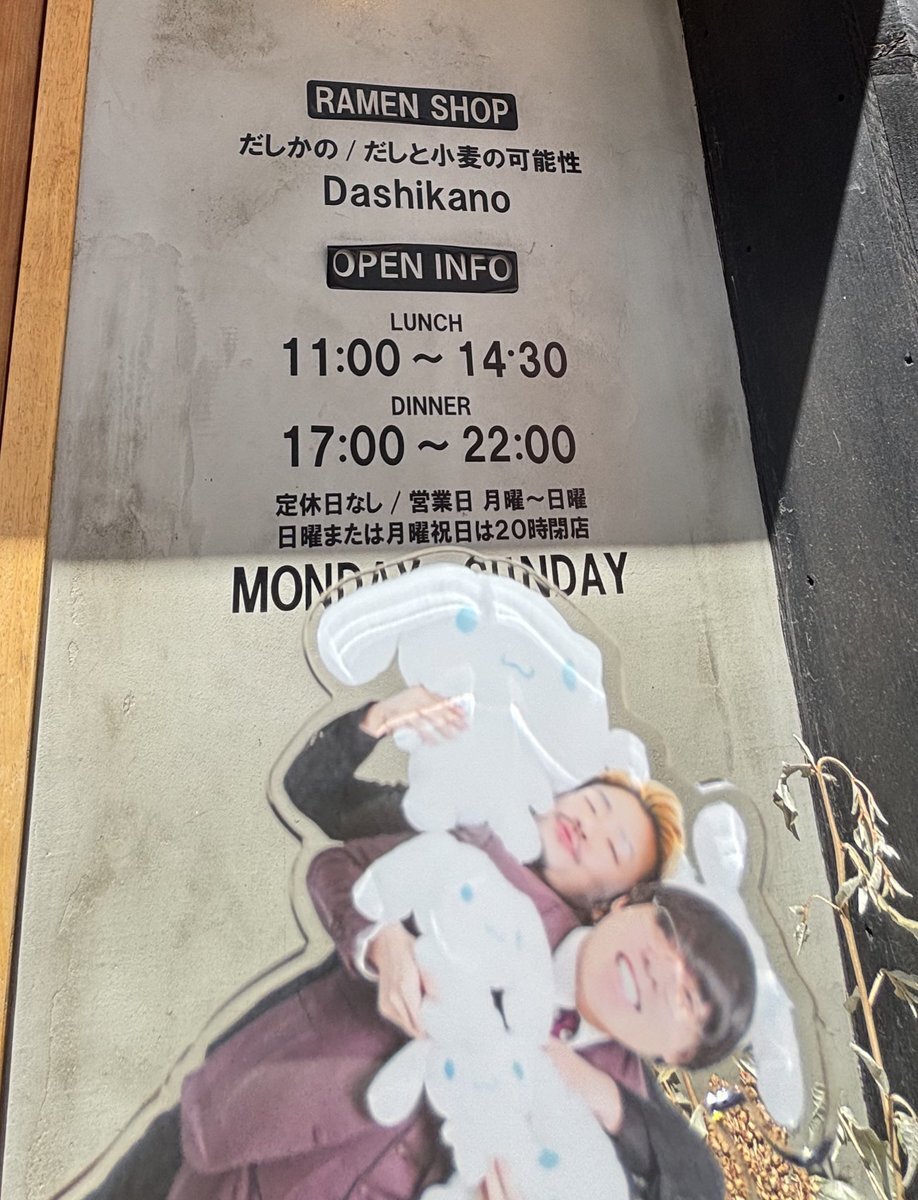 RAMEN SHOP
だしかの / だしと小麦の可能性
Dashikano
OPEN INFO
LUNCH
11:00 ~ 14:30
DINNER
17:00 ~ 22:00
定休日なし / 営業日 月曜〜日曜
日曜または月曜祝日は20時閉店
MONDAY SUNDAY